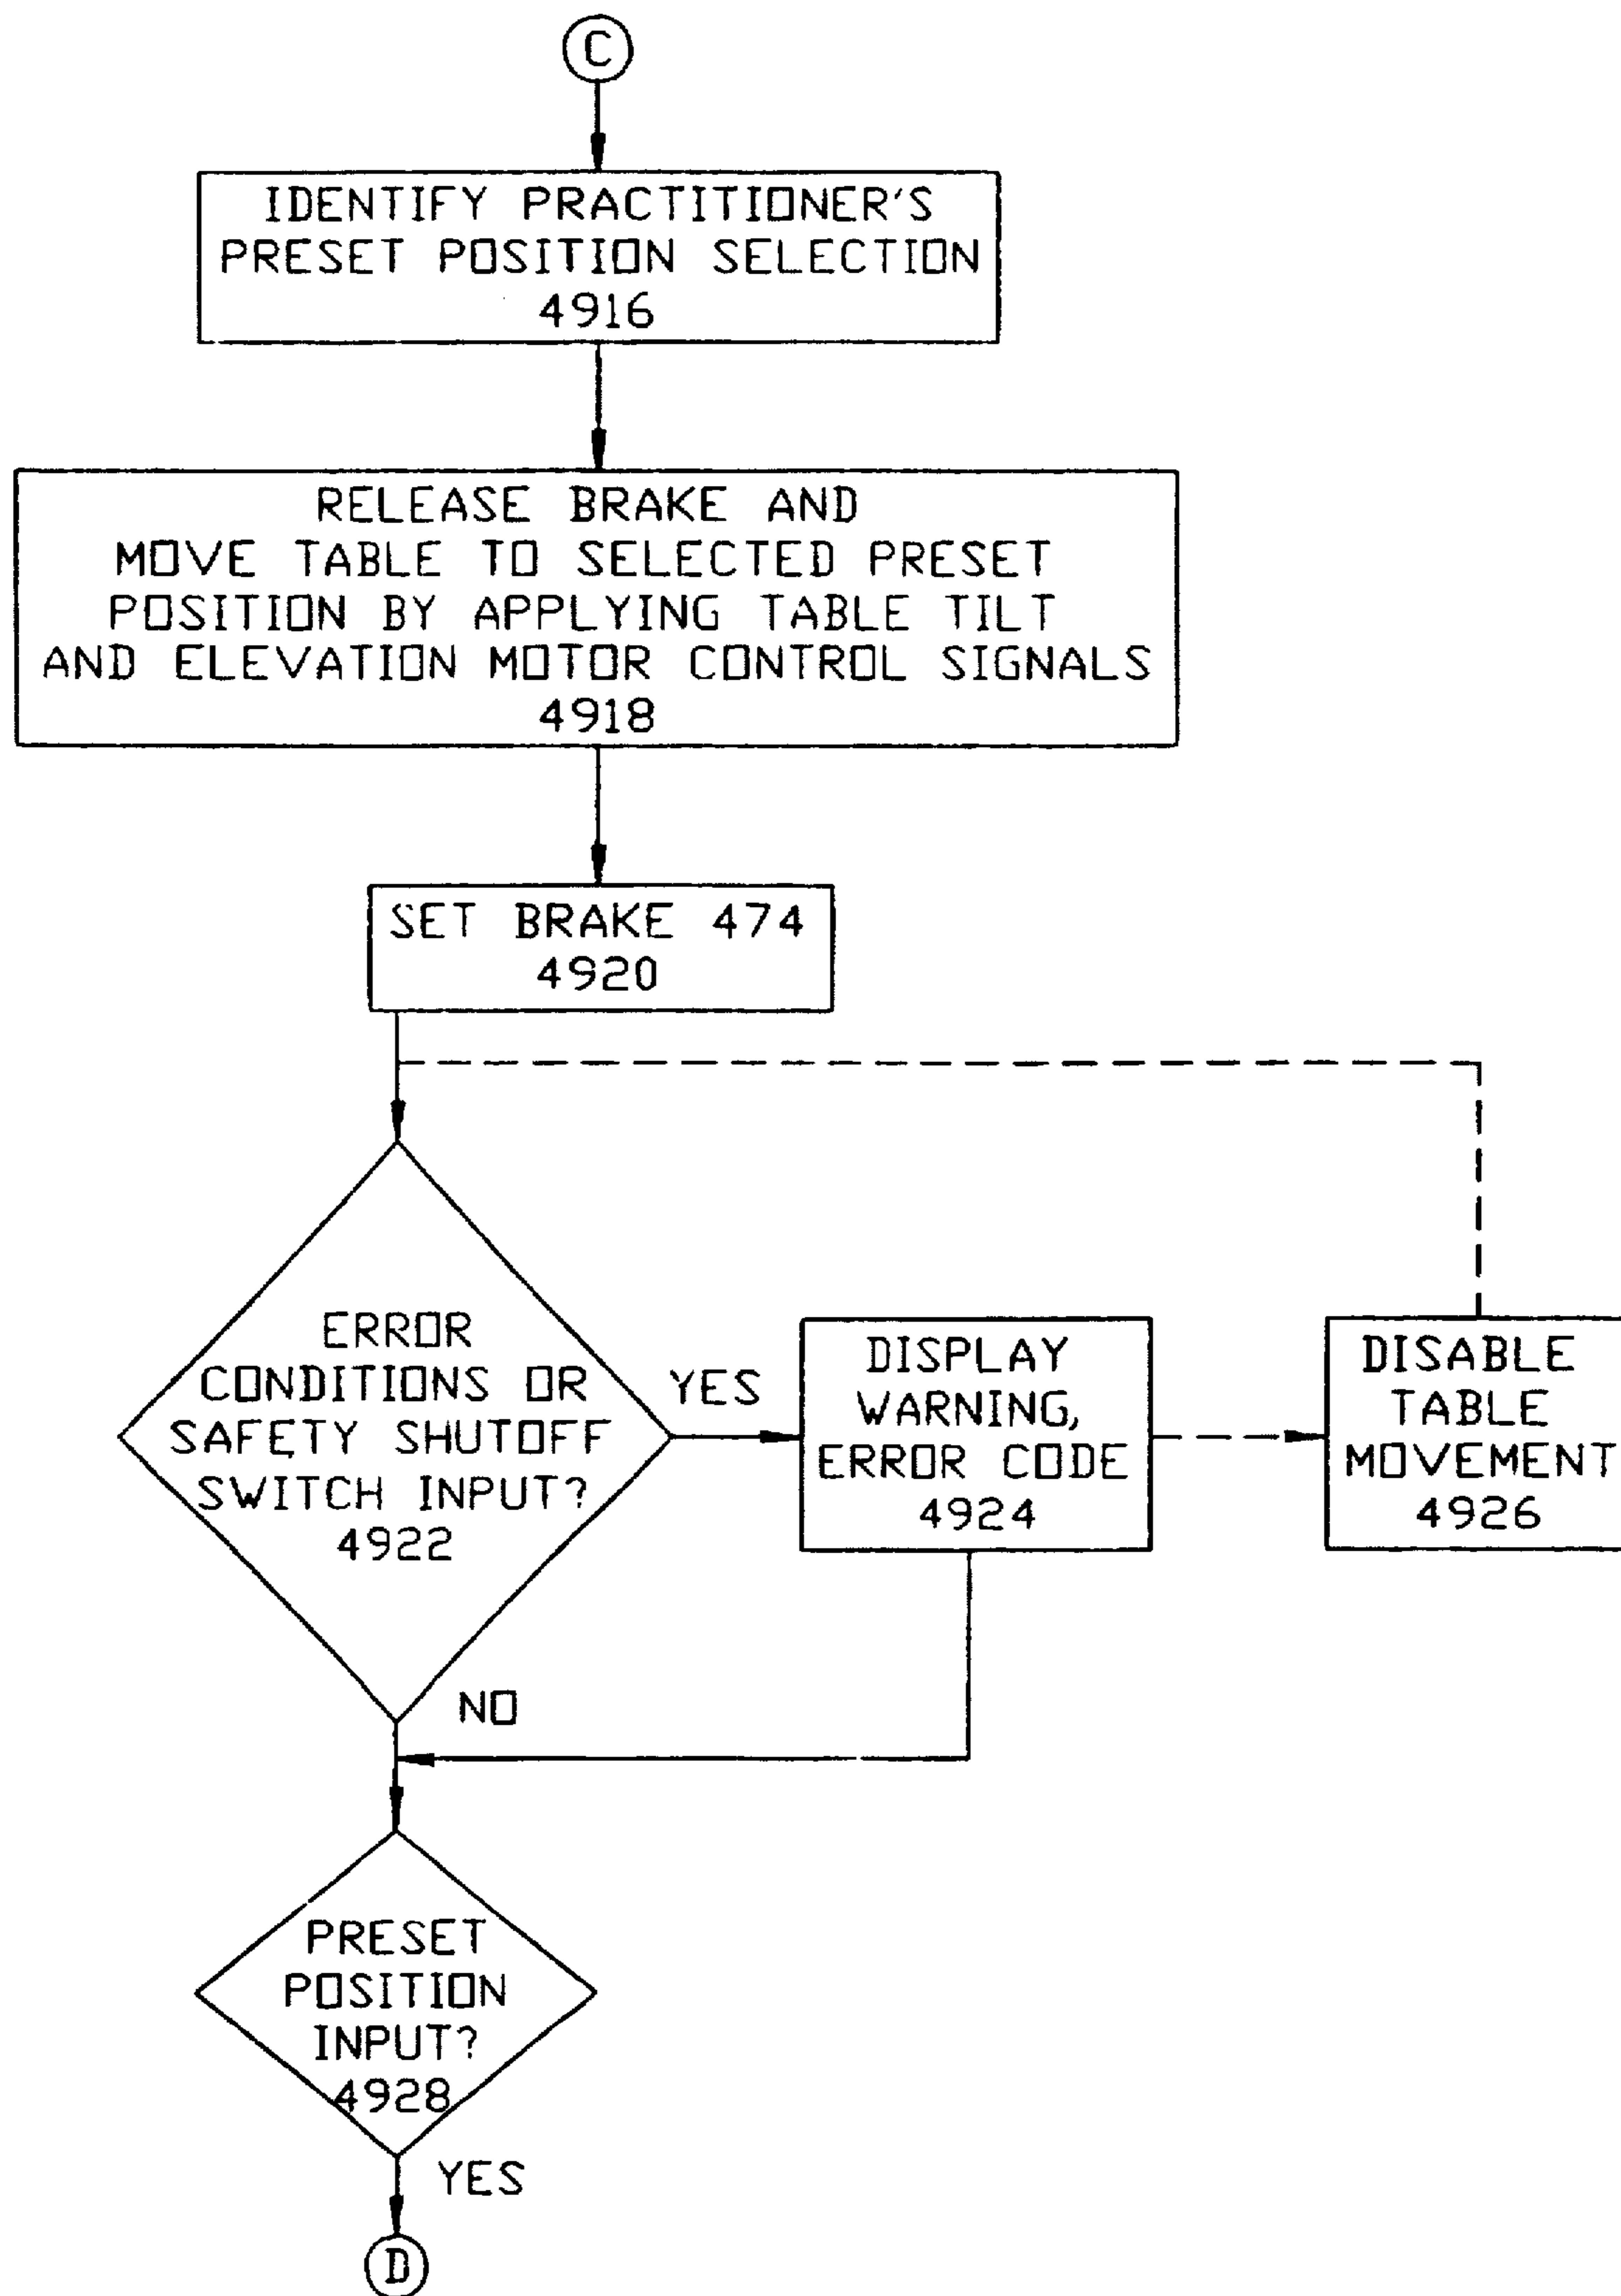 C
IDENTIFY PRACTITIONER'S
PRESET POSITION SELECTION
4916
RELEASE BRAKE AND
MOVE TABLE TO SELECTED PRESET
POSITION BY APPLYING TABLE TILT
AND ELEVATION MOTOR CONTROL SIGNALS
4918
SET BRAKE 474
4920
ERROR
CONDITIONS OR
SAFETY SHUTOFF
SWITCH INPUT?
4922
YES
DISPLAY
WARNING,
ERROR CODE
4924
DISABLE
TABLE
MOVEMENT
4926
NO
PRESET
POSITION
INPUT?
4928
YES
D